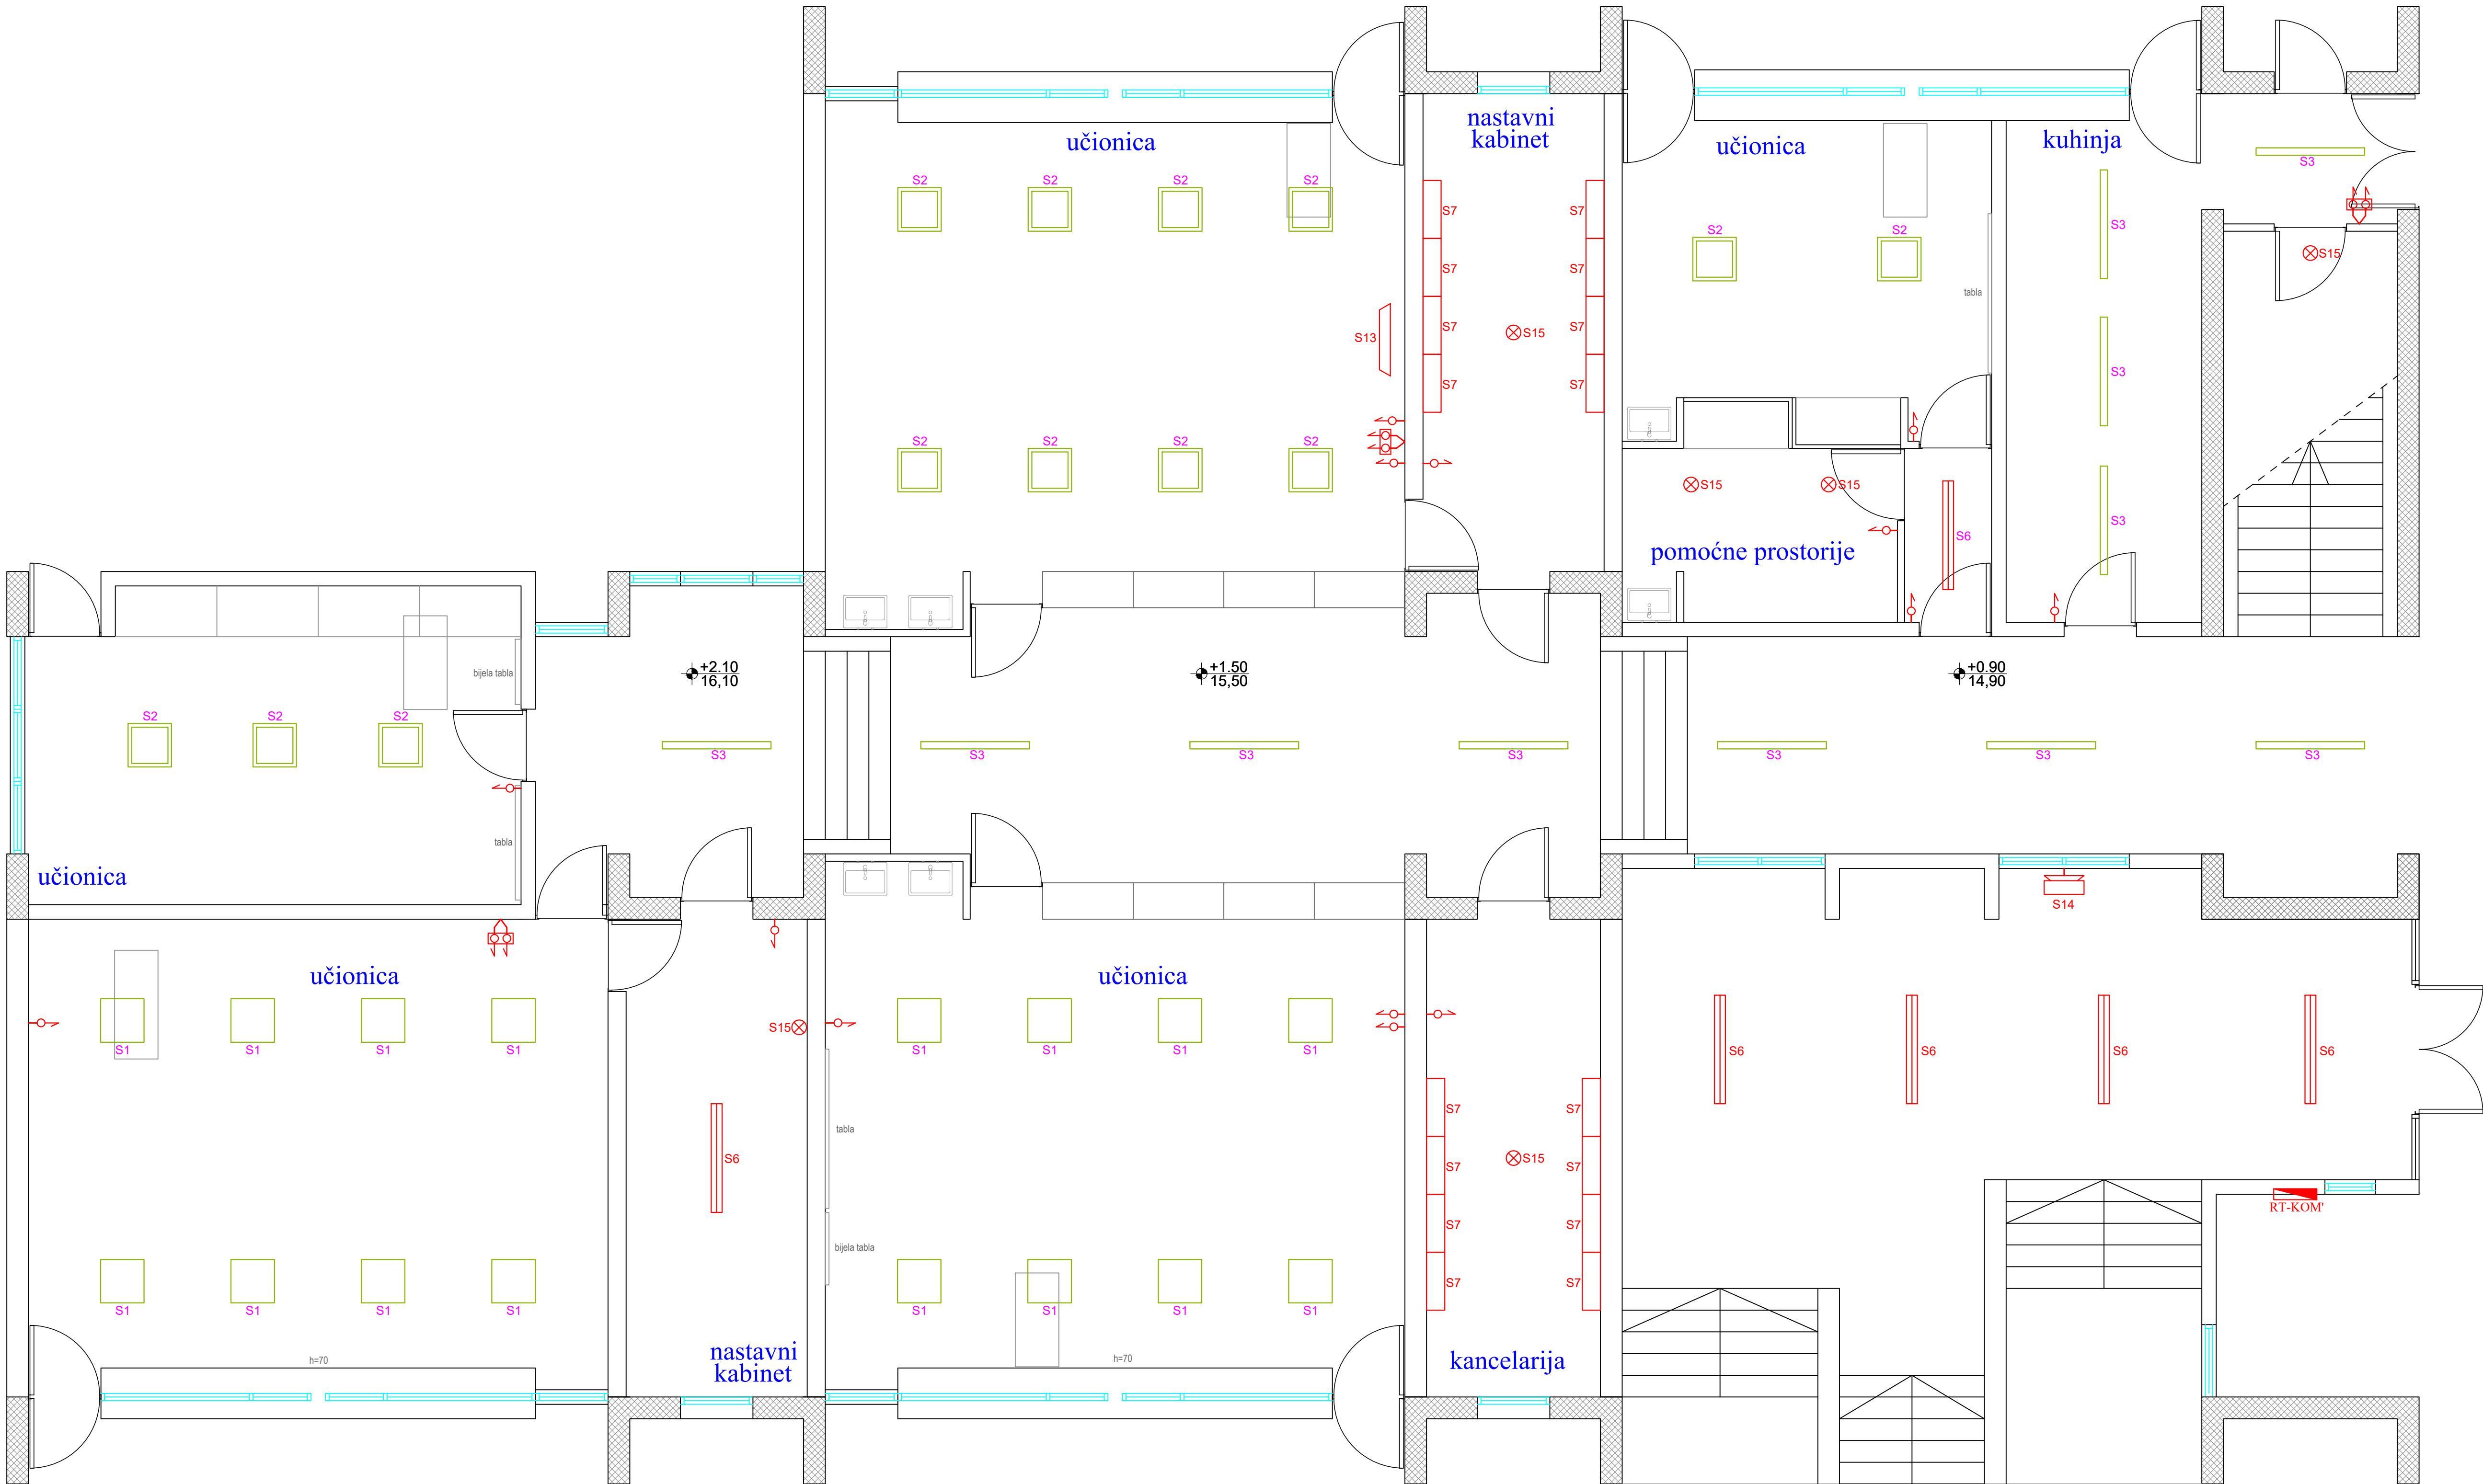 nastavni
kabinet
učionica
učionica
kuhinja
S3
S2 S2 S2 S2
S7 S7
S2 S2
S3
S15
S7 S7
tabla
S13
S7 S15 S7
S3
S7 S7
S2 S2 S2 S2
S15 S15
S3
S6
pomoćne prostorije
bijela tabla
+2.10
16,10
+1.50
15,50
+0.90
14,90
S2 S2 S2
S3 S3 S3 S3 S3 S3 S3
tabla
učionica
S14
učionica
učionica
S15
S1 S1 S1 S1
S1 S1 S1 S1
S6 S6 S6 S6
S7 S7
tabla
S6
S15
S7 S7
RT-KOM'
S7 S7
bijela tabla
S7 S7
S1 S1 S1 S1
S1 S1 S1 S1
nastavni
kabinet
h=70
h=70
kancelarija